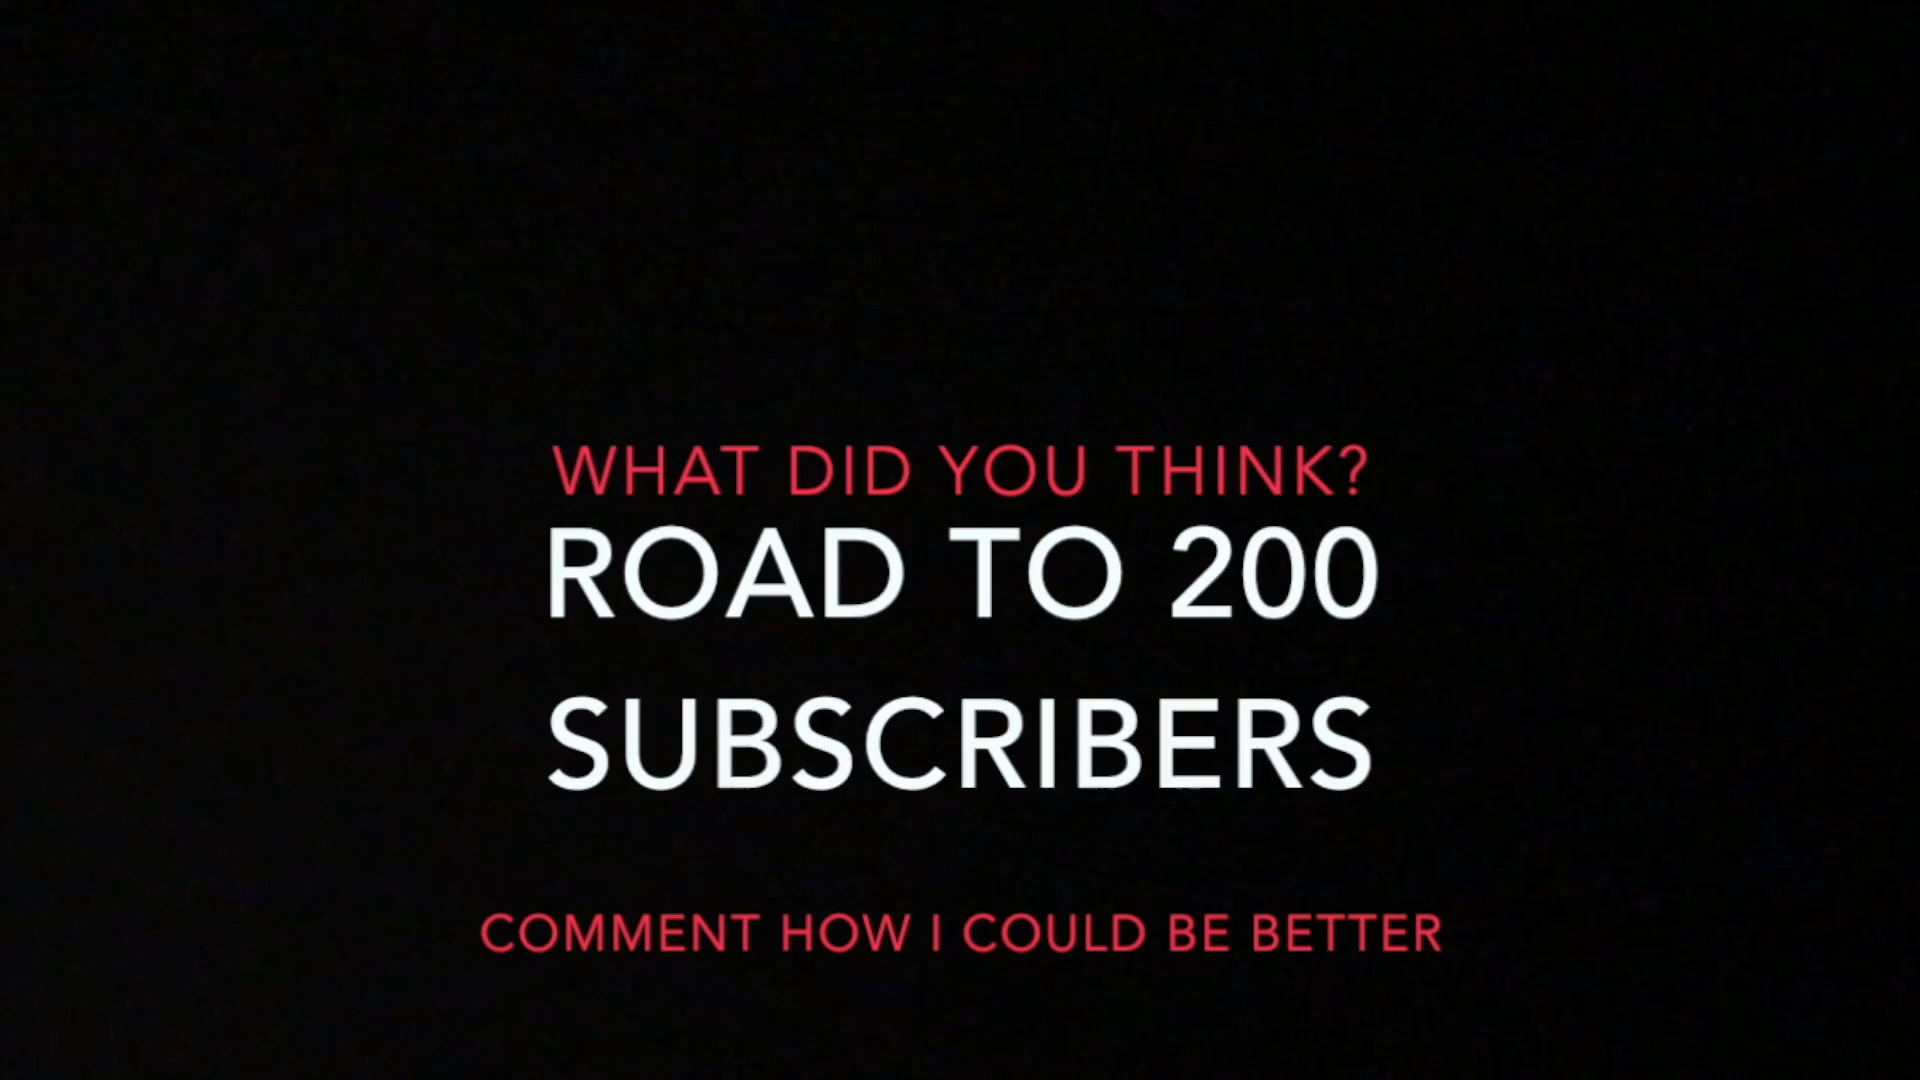 WHAT DID YOU THINK?
ROAD TO 200
SUBSCRIBERS
COMMENT HOW I COULD BE BETTER